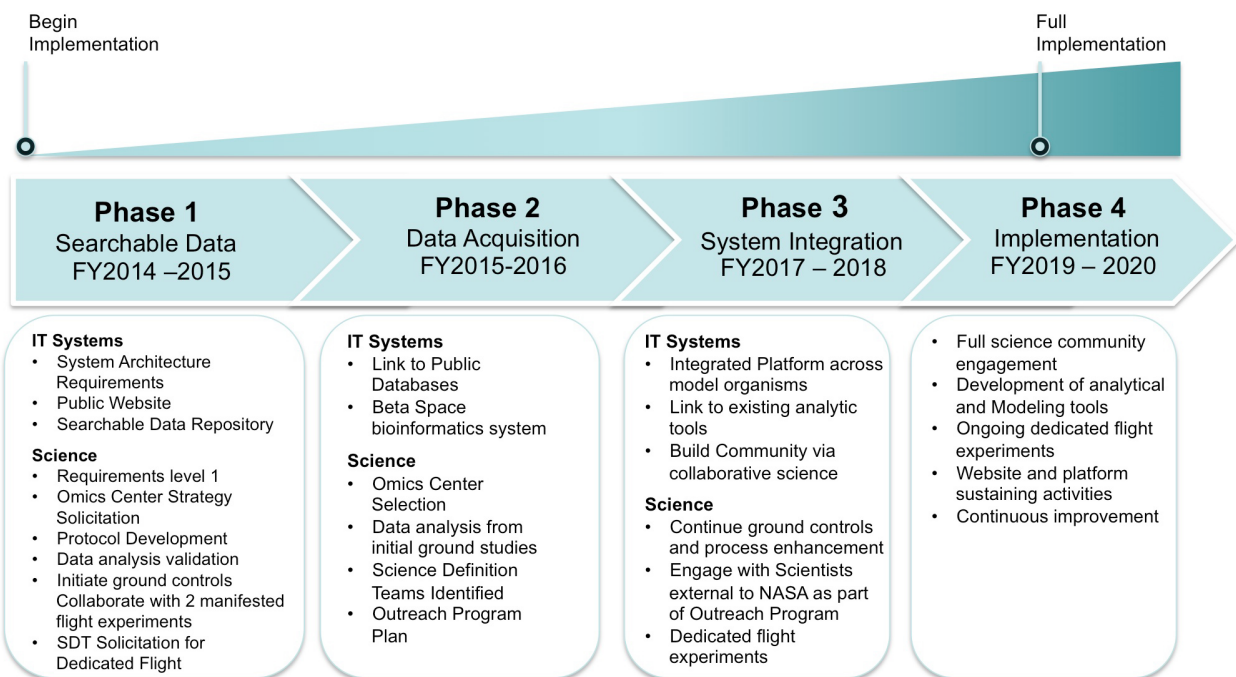 Begin
Implementation
Full
Implementation
Phase 1
Searchable Data
FY2014 –2015
Phase 2
Data Acquisition
FY2015-2016
Phase 3
System Integration
FY2017 – 2018
Phase 4
Implementation
FY2019 – 2020
IT Systems
• System Architecture
Requirements
• Public Website
• Searchable Data Repository
Science
• Requirements level 1
• Omics Center Strategy
Solicitation
• Protocol Development
• Data analysis validation
• Initiate ground controls
Collaborate with 2 manifested
flight experiments
• SDT Solicitation for
Dedicated Flight
IT Systems
• Link to Public
Databases
• Beta Space
bioinformatics system
Science
• Omics Center
Selection
• Data analysis from
initial ground studies
• Science Definition
Teams Identified
• Outreach Program
Plan
IT Systems
• Integrated Platform across
model organisms
• Link to existing analytic
tools
• Build Community via
collaborative science
Science
• Continue ground controls
and process enhancement
• Engage with Scientists
external to NASA as part
of Outreach Program
• Dedicated flight
experiments
• Full science community
engagement
• Development of analytical
and Modeling tools
• Ongoing dedicated flight
experiments
• Website and platform
sustaining activities
• Continuous improvement